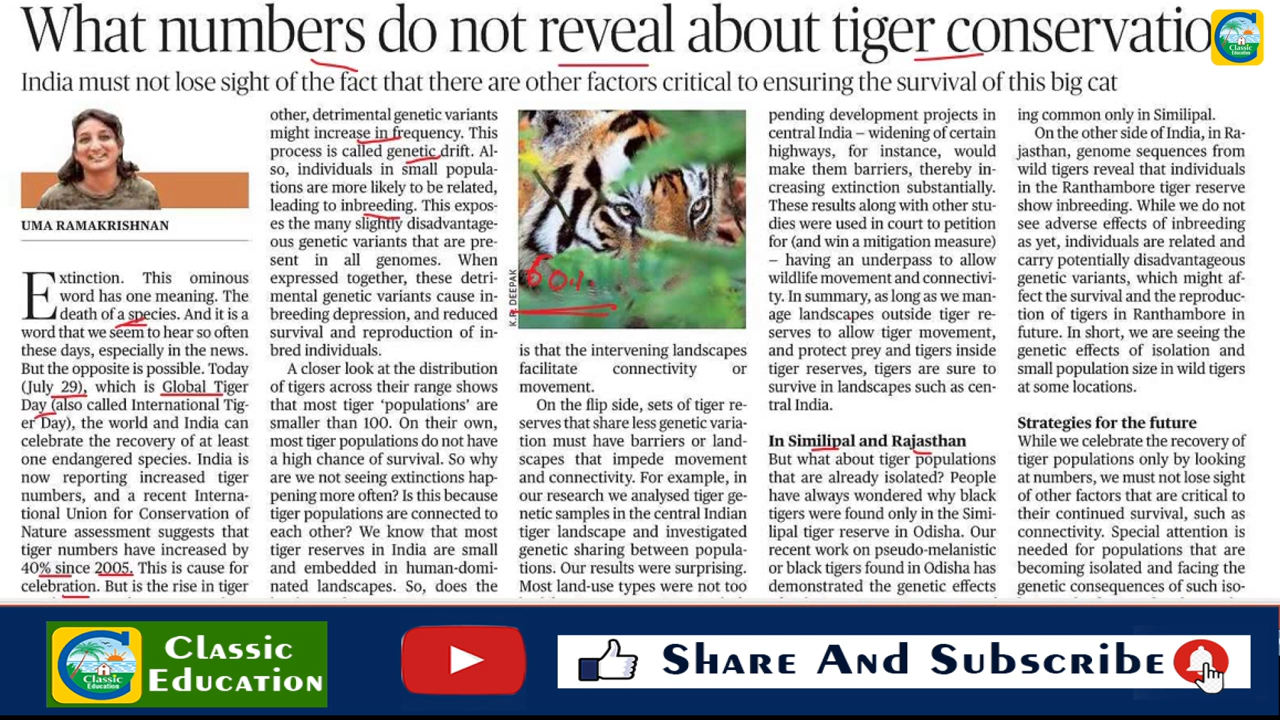 What numbers do not reveal about tiger conservatio
India must not lose sight of the fact that there are other factors critical to ensuring the survival of this big cat
UMA RAMAKRISHNAN
Extinction. This ominous
word has one meaning. The
death of a species. And it is a
word that we seem to hear so often
these days, especially in the news.
But the opposite is possible. Today
(July 29), which is Global Tiger
Day (also called International Tig-
er Day), the world and India can
celebrate the recovery of at least
one endangered species. India is
now reporting increased tiger
numbers, and a recent Interna-
tional Union for Conservation of
Nature assessment suggests that
tiger numbers have increased by
40% since 2005. This is cause for
celebration. But is the rise in tiger
other, detrimental genetic variants
might increase in frequency. This
process is called genetic drift. Al-
so, individuals in small popula-
tions are more likely to be related,
leading to inbreeding. This expos-
es the many slightly disadvantage-
ous genetic variants that are pre-
sent in all genomes. When
expressed together, these detri-
mental genetic variants cause in-
breeding depression, and reduced
survival and reproduction of in-
bred individuals.
A closer look at the distribution
of tigers across their range shows
that most tiger ‘populations’ are
smaller than 100. On their own,
most tiger populations do not have
a high chance of survival. So why
are we not seeing extinctions hap-
pening more often? Is this because
tiger populations are connected to
each other? We know that most
tiger reserves in India are small
and embedded in human-domi-
nated landscapes. So, does the
K.R. DEEPAK
60%
is that the intervening landscapes
facilitate connectivity or
movement.
On the flip side, sets of tiger re-
serves that share less genetic varia-
tion must have barriers or land-
scapes that impede movement
and connectivity. For example, in
our research we analysed tiger ge-
netic samples in the central Indian
tiger landscape and investigated
genetic sharing between popula-
tions. Our results were surprising.
Most land-use types were not too
pending development projects in
central India – widening of certain
highways, for instance, would
make them barriers, thereby in-
creasing extinction substantially.
These results along with other stu-
dies were used in court to petition
for (and win a mitigation measure)
– having an underpass to allow
wildlife movement and connectivi-
ty. In summary, as long as we man-
age landscapes outside tiger re-
serves to allow tiger movement,
and protect prey and tigers inside
tiger reserves, tigers are sure to
survive in landscapes such as cen-
tral India.
In Similipal and Rajasthan
But what about tiger populations
that are already isolated? People
have always wondered why black
tigers were found only in the Simi-
lipal tiger reserve in Odisha. Our
recent work on pseudo-melanistic
or black tigers found in Odisha has
demonstrated the genetic effects
ing common only in Similipal.
On the other side of India, in Ra-
jasthan, genome sequences from
wild tigers reveal that individuals
in the Ranthambore tiger reserve
show inbreeding. While we do not
see adverse effects of inbreeding
as yet, individuals are related and
carry potentially disadvantageous
genetic variants, which might af-
fect the survival and the reproduc-
tion of tigers in Ranthambore in
future. In short, we are seeing the
genetic effects of isolation and
small population size in wild tigers
at some locations.
Strategies for the future
While we celebrate the recovery of
tiger populations only by looking
at numbers, we must not lose sight
of other factors that are critical to
their continued survival, such as
connectivity. Special attention is
needed for populations that are
becoming isolated and facing the
genetic consequences of such iso-
Classic
Education
Classic
Education
Classic
Education
Share And Subscribe